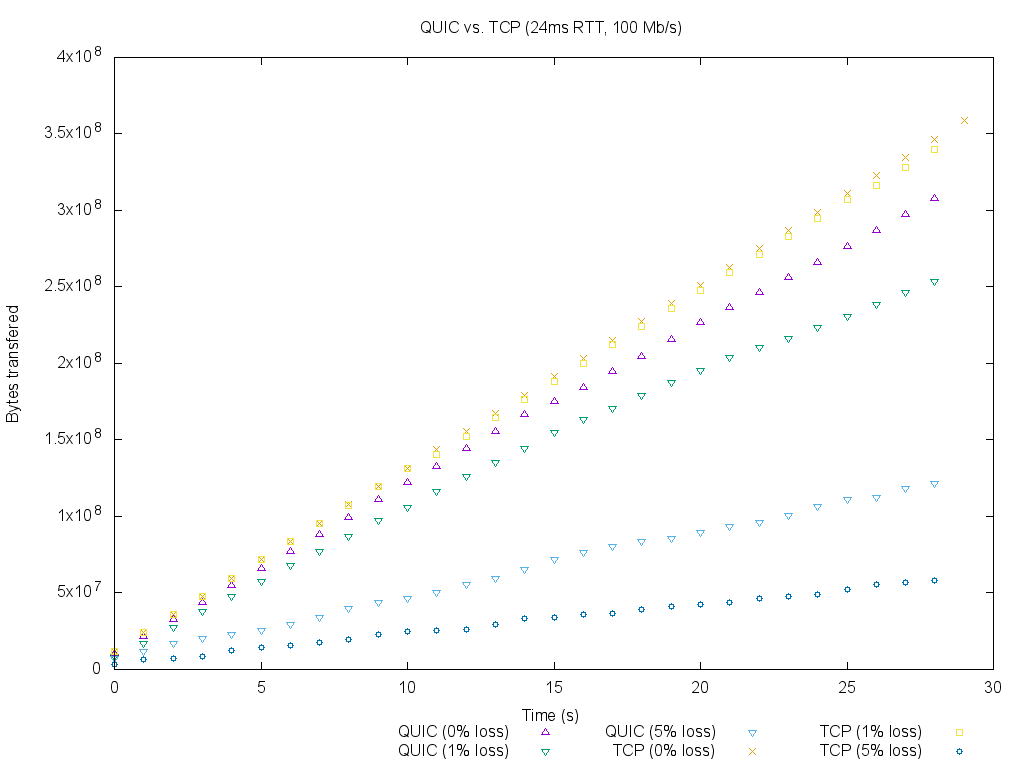 QUIC vs. TCP (24ms RTT, 100 Mb/s)
4x10^8
3.5x10^8
3x10^8
2.5x10^8
2x10^8
1.5x10^8
1x10^8
5x10^7
0
Bytes transfered
0 5 10 15 20 25 30
Time (s)
QUIC (0% loss) QUIC (5% loss) TCP (1% loss)
QUIC (1% loss) TCP (0% loss) TCP (5% loss)